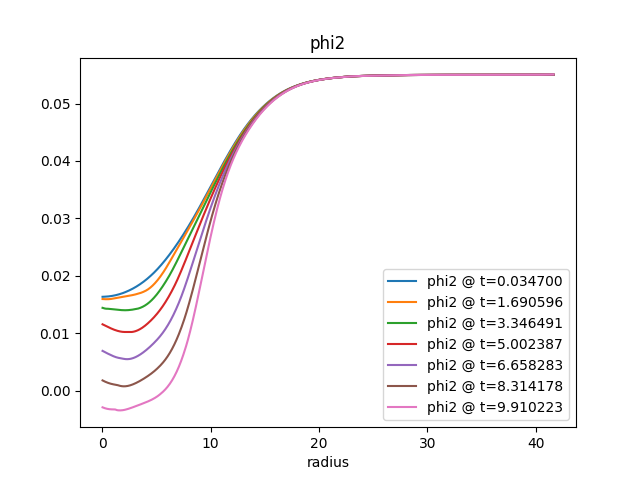 phi2
0.05
0.04
0.03
0.02
0.01
0.00
phi2 @ t=0.034700
phi2 @ t=1.690596
phi2 @ t=3.346491
phi2 @ t=5.002387
phi2 @ t=6.658283
phi2 @ t=8.314178
phi2 @ t=9.910223
0 10 20 30 40
radius